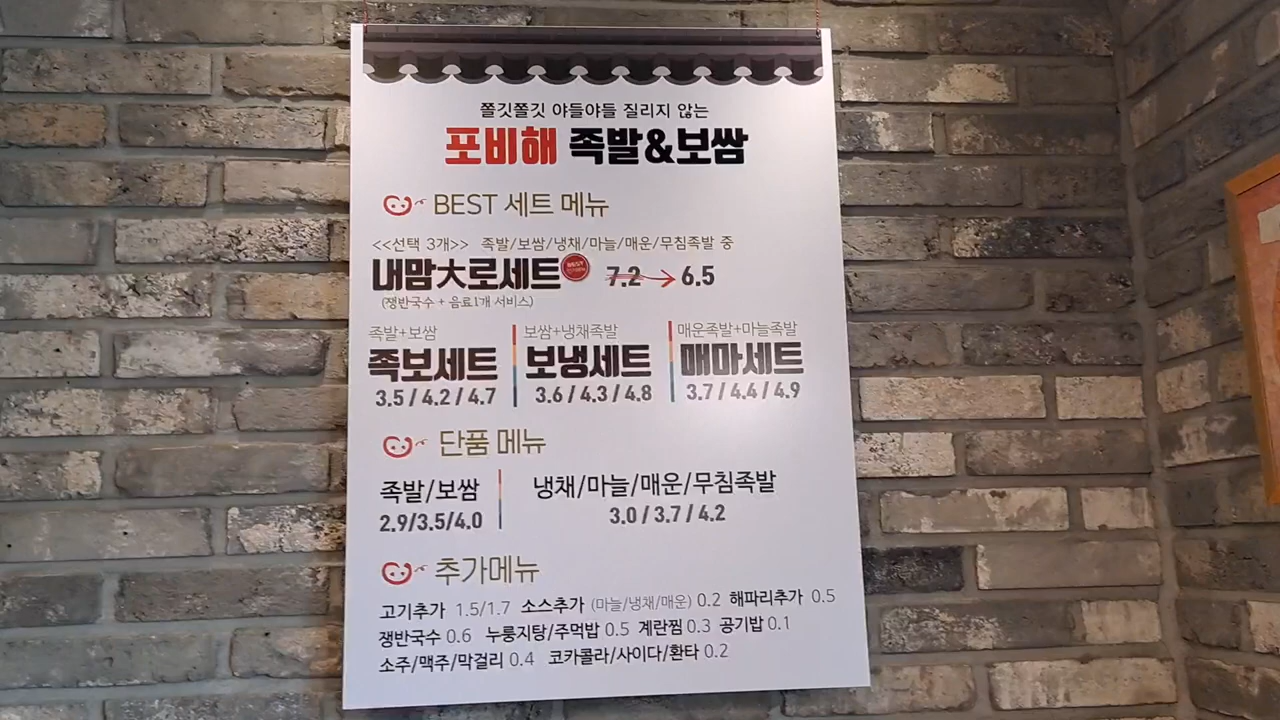 쫄깃쫄깃 야들야들 질리지 않는
포비해 족발&보쌈
BEST 세트 메뉴
<<선택 3개>> 족발/보쌈/냉채/마늘/매운/무침족발 중
내맘大로세트 BEST 7.2 → 6.5
(쟁반국수 + 음료1개 서비스)
족발+보쌈 보쌈+냉채족발 매운족발+마늘족발
족보세트 보냉세트 매마세트
3.5 / 4.2 / 4.7 3.6 / 4.3 / 4.8 3.7 / 4.4 / 4.9
단품 메뉴
족발/보쌈 냉채/마늘/매운/무침족발
2.9/3.5/4.0 3.0 / 3.7 / 4.2
추가메뉴
고기추가 1.5/1.7 소스추가 (마늘/냉채/매운) 0.2 해파리추가 0.5
쟁반국수 0.6 누룽지탕/주먹밥 0.5 계란찜 0.3 공기밥 0.1
소주/맥주/막걸리 0.4 코카콜라/사이다/환타 0.2